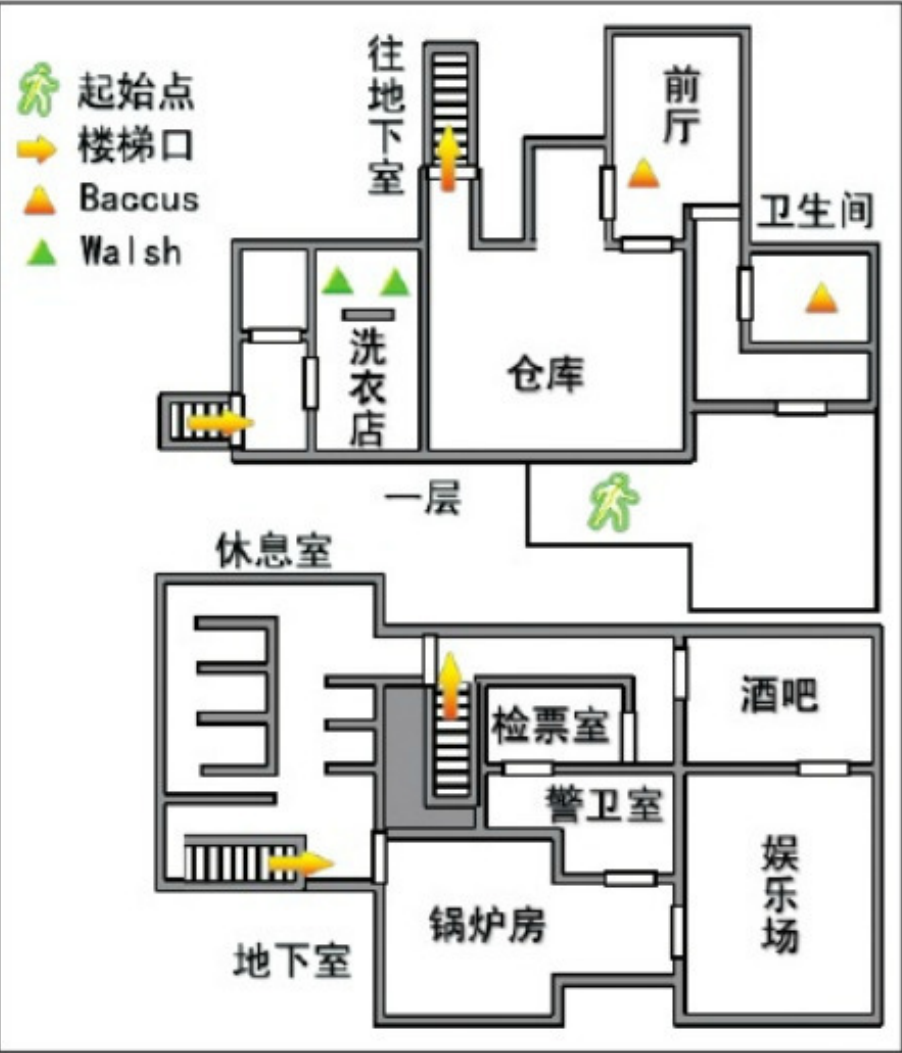 起始点
楼梯口
Baccus
Walsh
往地下室
前厅
卫生间
洗衣店
仓库
一层
休息室
酒吧
检票室
警卫室
娱乐场
锅炉房
地下室